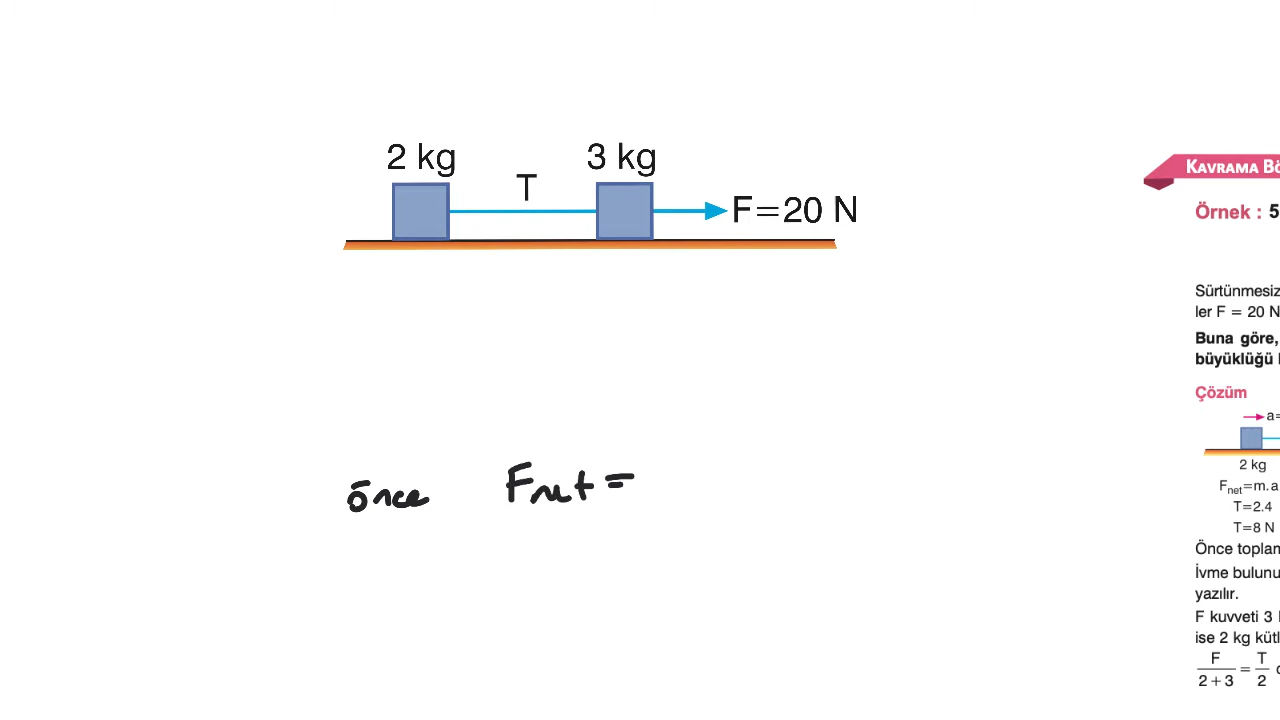 2 kg 3 kg
T
F=20 N
önce Fnet =
KAVRAMA BÖ
Örnek : 5
Sürtünmesiz
ler F = 20 N
Buna göre,
büyüklüğü
Çözüm
a=
2 kg
Fnet=m.a
T=2.4
T=8 N
Önce toplam
İvme bulunu
yazılır.
F kuvveti 3
ise 2 kg kütl
F/2+3 = T/2